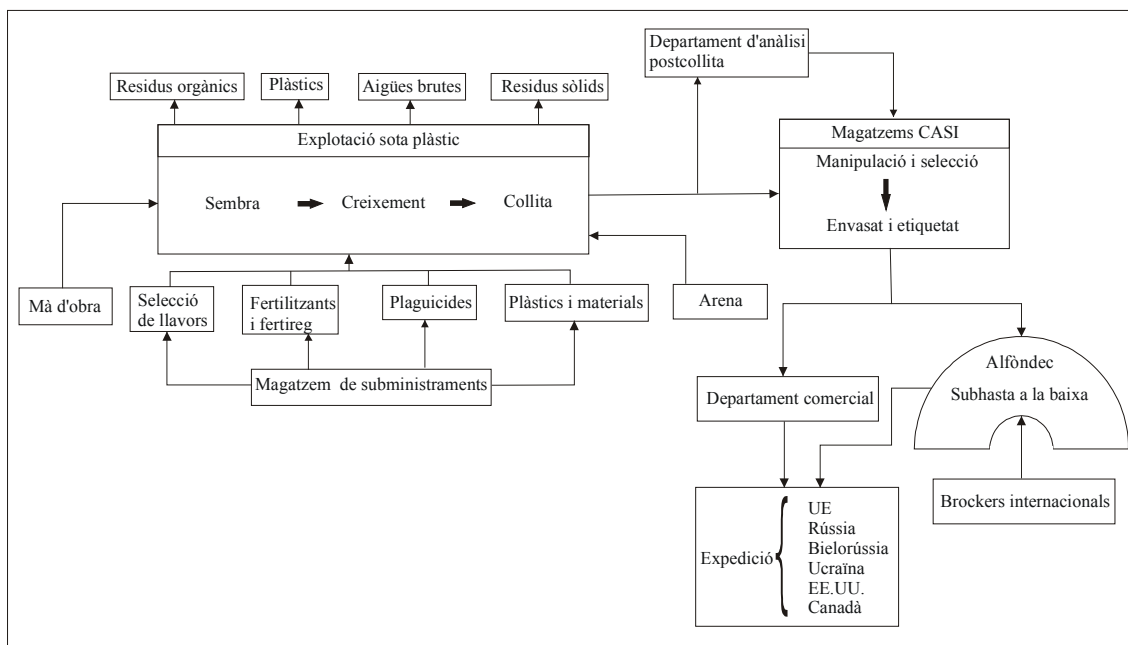 Departament d'anàlisi
postcollita
Residus orgànics
Plàstics
Aigües brutes
Residus sòlids
Explotació sota plàstic
Magatzems CASI
Manipulació i selecció
Sembra
Creixement
Collita
Envasat i etiquetat
Mà d'obra
Selecció
de llavors
Fertilitzants
i fertireg
Plaguicides
Plàstics i materials
Arena
Magatzem de subministraments
Departament comercial
Alfòndec
Subhasta a la baixa
Brockers internacionals
Expedició
UE
Rússia
Bielorússia
Ucraïna
EE.UU.
Canadà